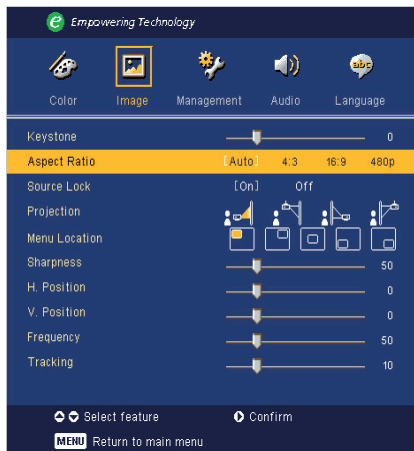 e Empowering Technology
abc
Color Image Management Audio Language
Keystone 0
Aspect Ratio [Auto] 4:3 16:9 480p
Source Lock [On] Off
Projection
Menu Location
Sharpness 50
H. Position 0
V. Position 0
Frequency 50
Tracking 10
Select feature Confirm
MENU Return to main menu